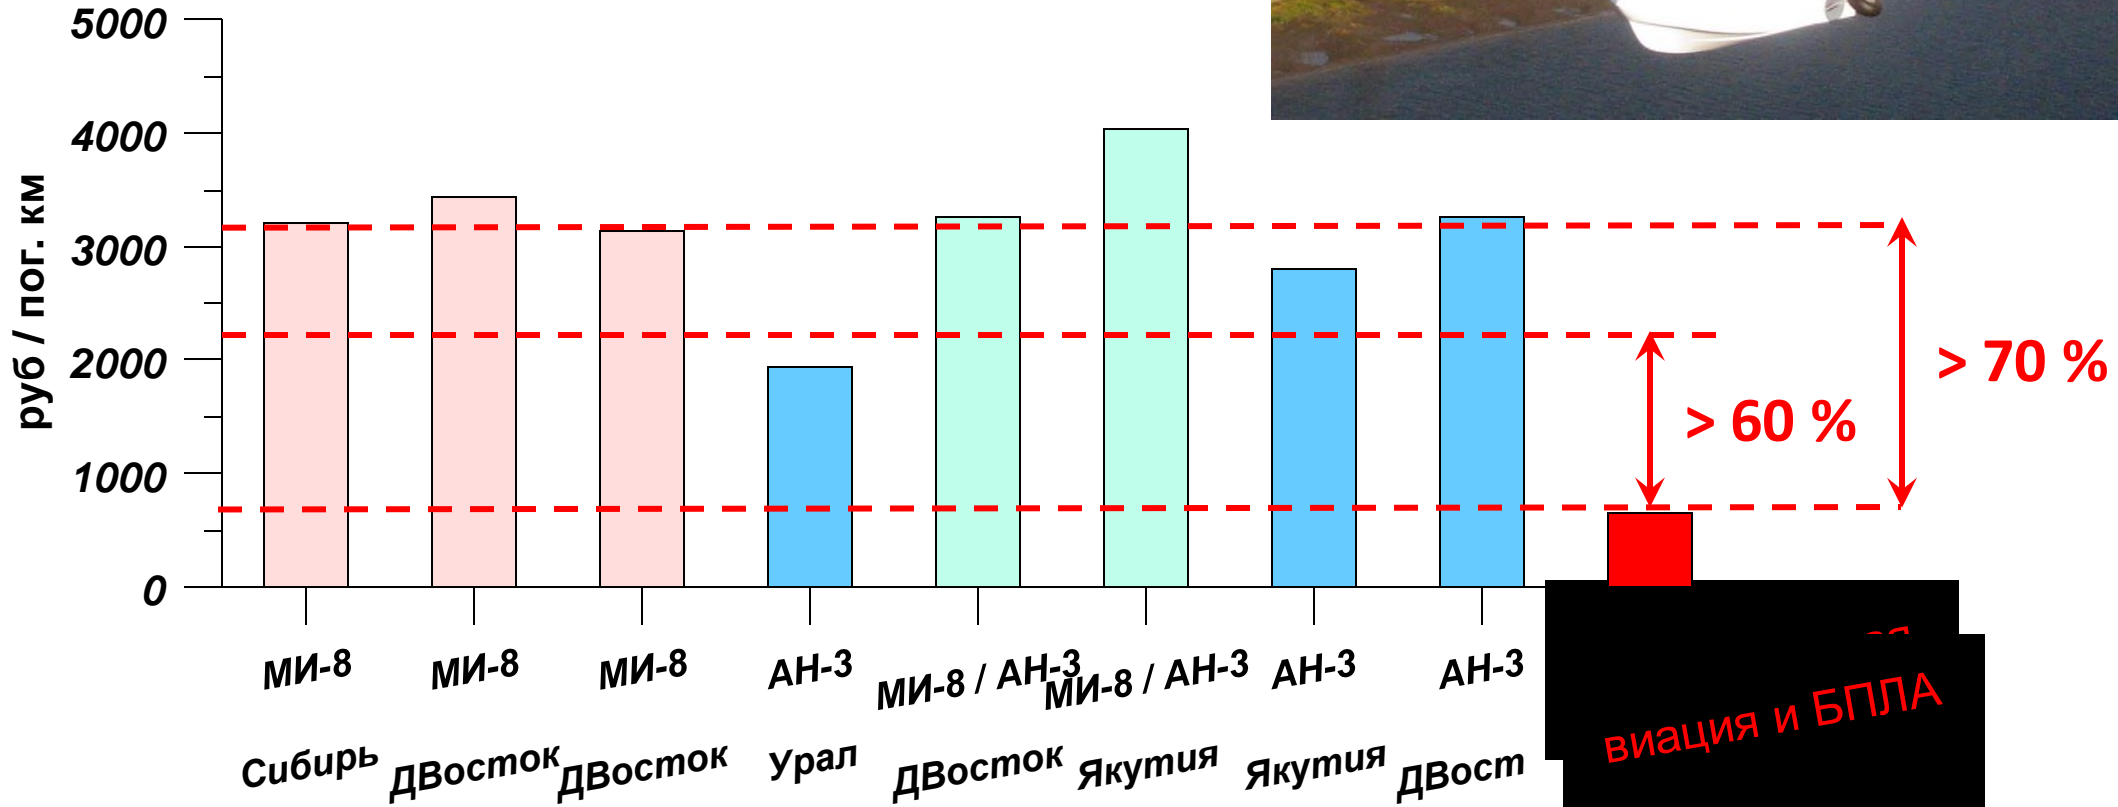 5000
4000
3000
2000
1000
0
руб / пог. км
> 70 %
> 60 %
МИ-8
МИ-8
МИ-8
АН-3
МИ-8 / АН-3
МИ-8 / АН-3
АН-3
АН-3
Сибирь
ДВосток
ДВосток
Урал
ДВосток
Якутия
Якутия
ДВост
виация и БПЛА